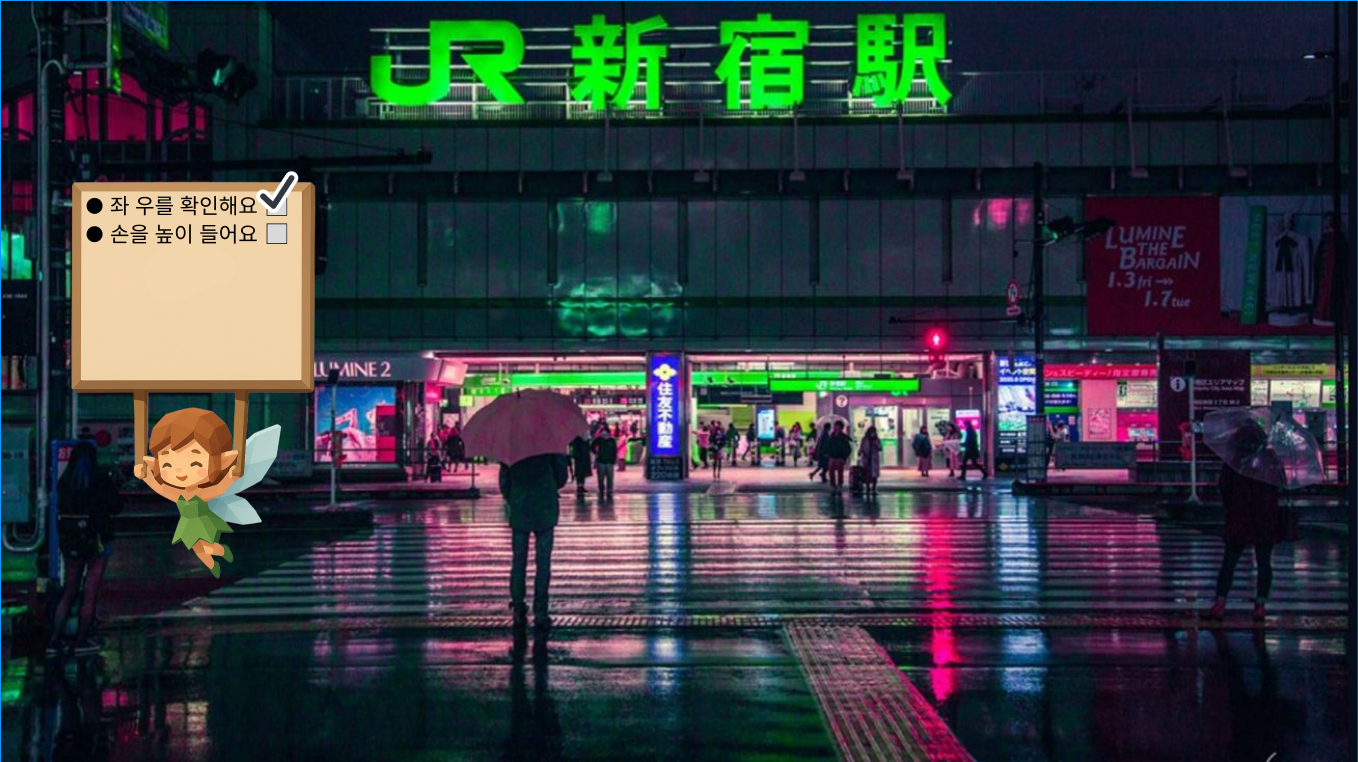 JR新宿駅
좌 우를 확인해요
손을 높이 들어요
LUMINE
THE
BARGAIN
1.3 fri →
1.7 tue
LUMINE 2
住友不動産